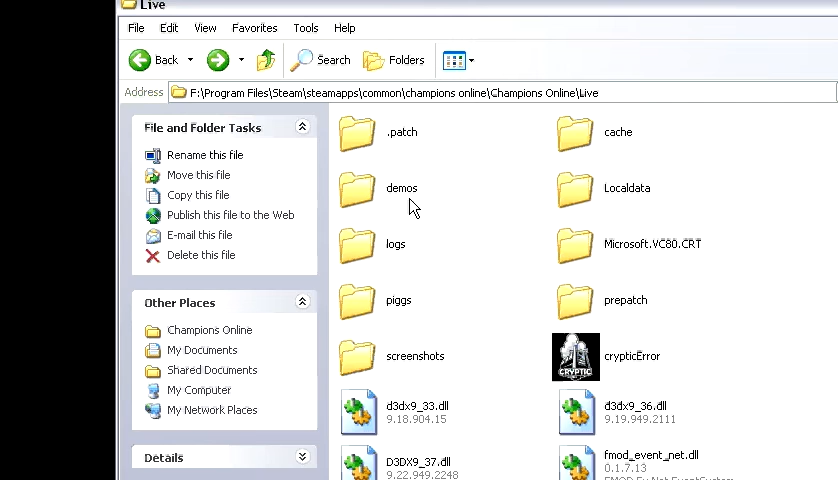 Live
File Edit View Favorites Tools Help
Back Search Folders
Address F:\Program Files\Steam\steamapps\common\champions online\Champions Online\Live
File and Folder Tasks
Rename this file
Move this file
Copy this file
Publish this file to the Web
E-mail this file
Delete this file
Other Places
Champions Online
My Documents
Shared Documents
My Computer
My Network Places
Details
.patch cache
demos Localdata
logs Microsoft.VC80.CRT
piggs prepatch
screenshots crypticError
CRYPTIC
d3dx9_33.dll d3dx9_36.dll
9.18.904.15 9.19.949.2111
D3DX9_37.dll fmod_event_net.dll
9.22.949.2248 0.1.7.13
FMOD Ex Net EventSystem